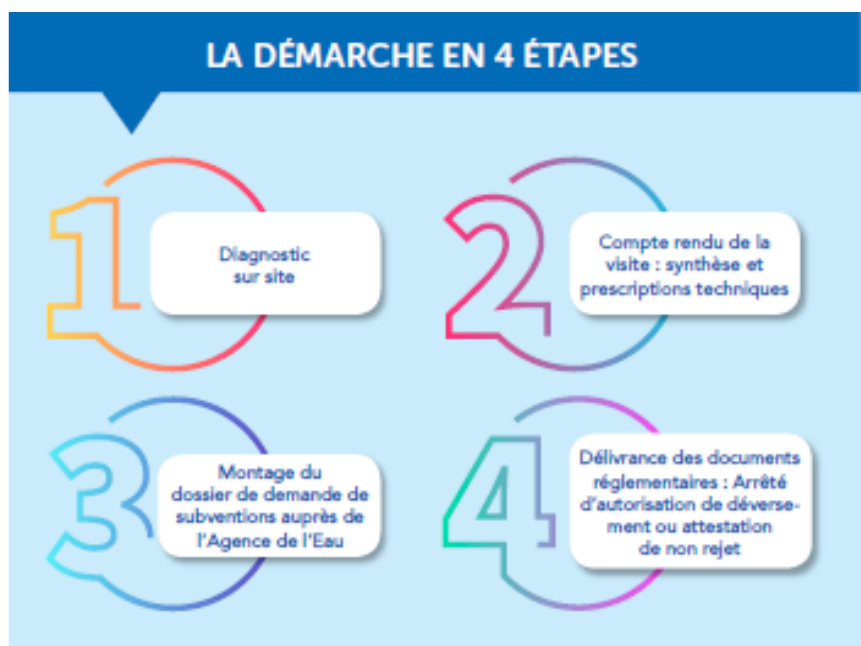 LA DÉMARCHE EN 4 ÉTAPES
1
Diagnostic
sur site
2
Compte rendu de la
visite : synthèse et
prescriptions techniques
3
Montage du
dossier de demande de
subventions auprès de
l'Agence de l'Eau
4
Délivrance des documents
réglementaires : Arrêté
d'autorisation de déverse-
ment ou attestation
de non rejet